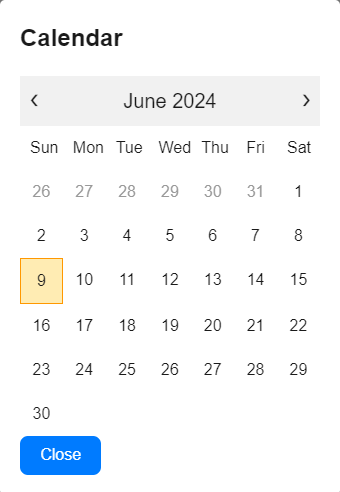 Calendar
‹ June 2024 ›
Sun Mon Tue Wed Thu Fri Sat
26 27 28 29 30 31 1
2 3 4 5 6 7 8
9 10 11 12 13 14 15
16 17 18 19 20 21 22
23 24 25 26 27 28 29
30
Close